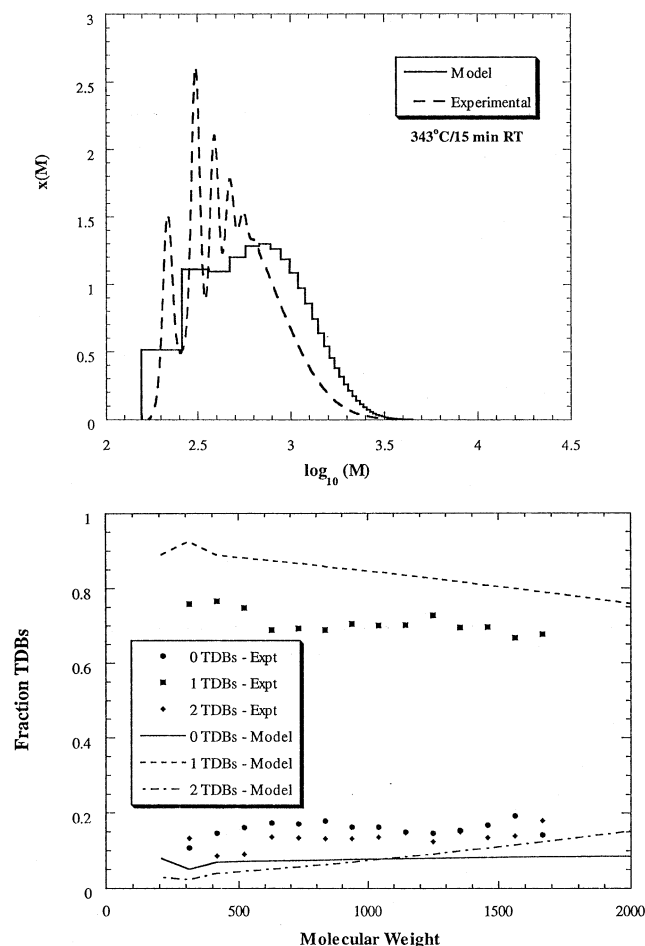 3
2.5
2
1.5
1
0.5
0
x(M)
Model
Experimental
343°C/15 min RT
2 2.5 3 3.5 4 4.5
log10 (M)
1
0.8
0.6
0.4
0.2
0
Fraction TDBs
0 TDBs - Expt
1 TDBs - Expt
2 TDBs - Expt
0 TDBs - Model
1 TDBs - Model
2 TDBs - Model
0 500 1000 1500 2000
Molecular Weight